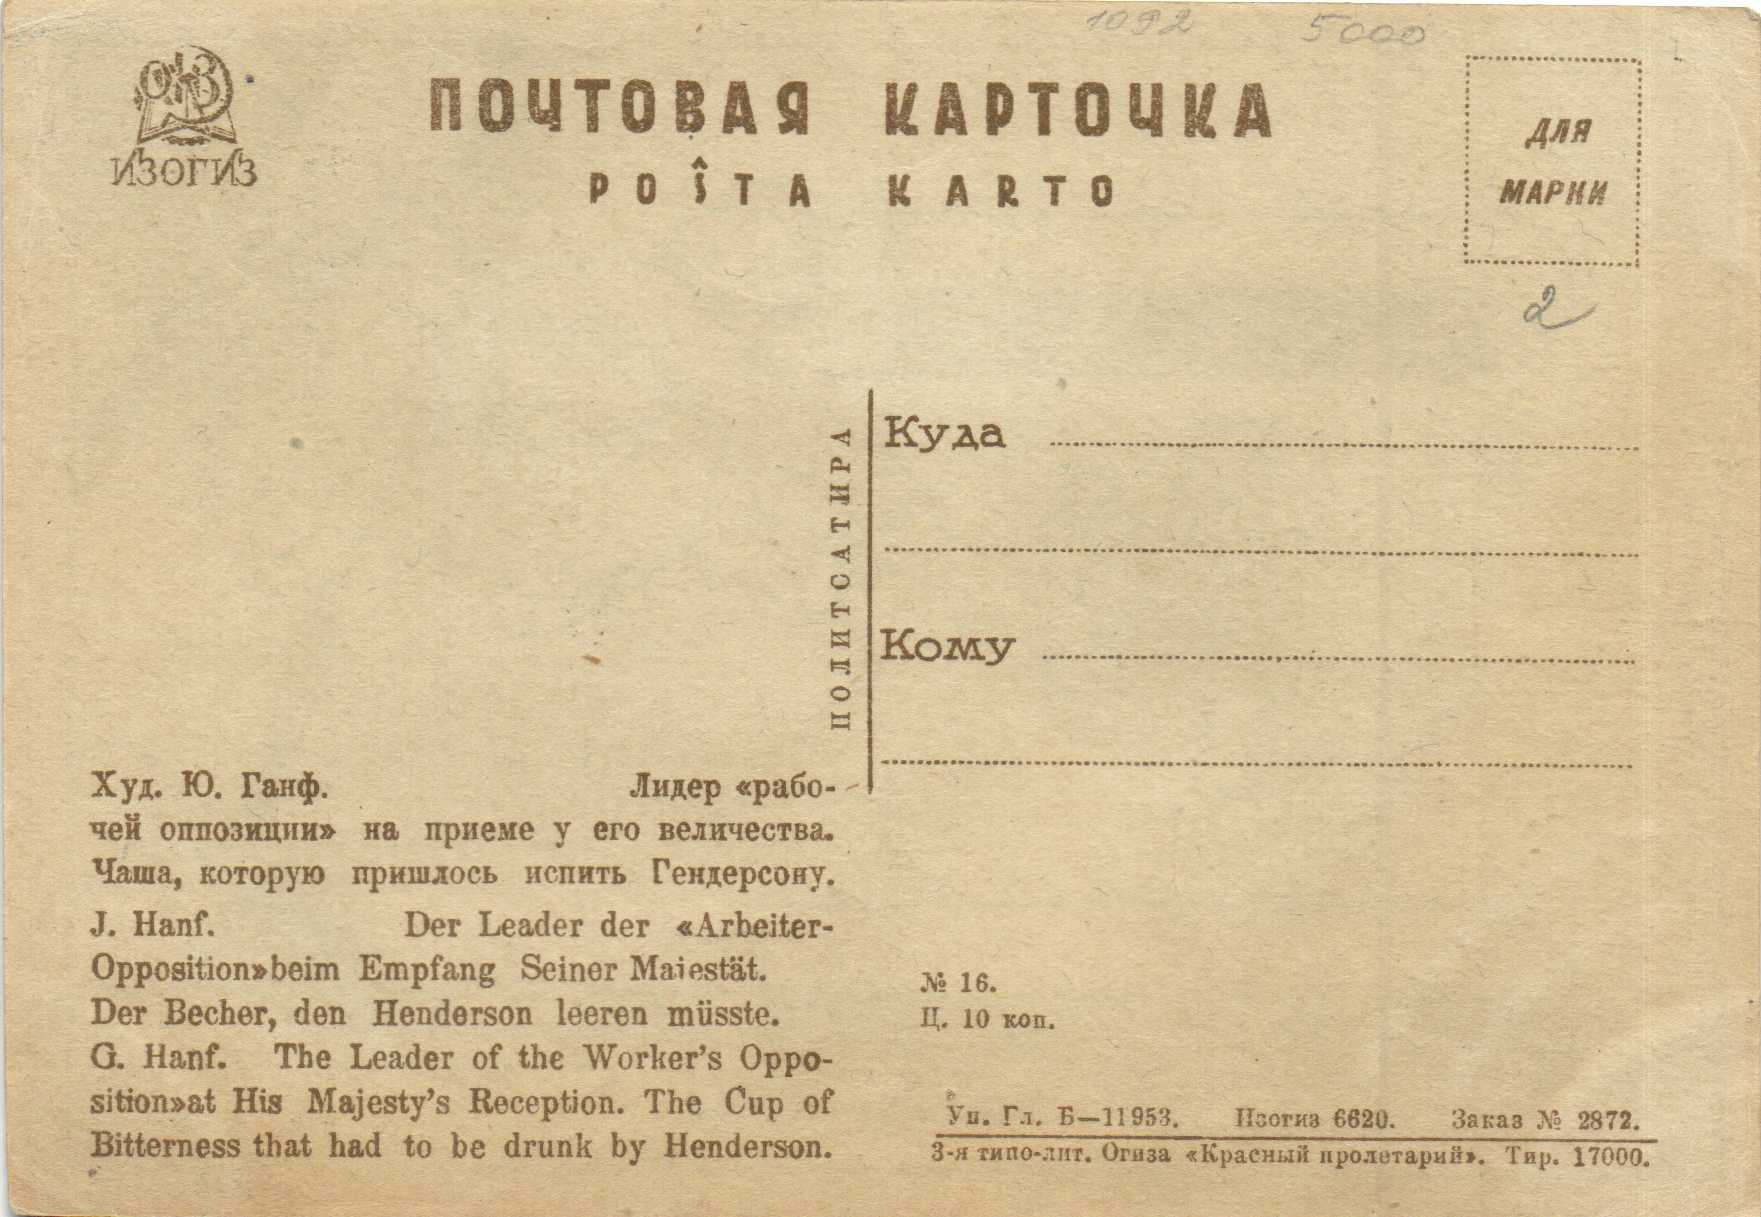 1092 5000
ОГИЗ
ИЗОГИЗ
ПОЧТОВАЯ КАРТОЧКА
POŜTA KARTO
ДЛЯ
МАРКИ
2
ПОЛИТСАТИРА
Куда
Кому
Худ. Ю. Ганф. Лидер «рабо-
чей оппозиции» на приеме у его величества.
Чаша, которую пришлось испить Гендерсону.
J. Hanf. Der Leader der «Arbeiter-
Opposition»beim Empfang Seiner Maiestät.
Der Becher, den Henderson leeren müsste.
G. Hanf. The Leader of the Worker's Oppo-
sition»at His Majesty's Reception. The Cup of
Bitterness that had to be drunk by Henderson.
№ 16.
Ц. 10 коп.
Уп. Гл. Б—11953. Изогиз 6620. Заказ № 2872.
3-я типо-лит. Огиза «Красный пролетарий». Тир. 17000.